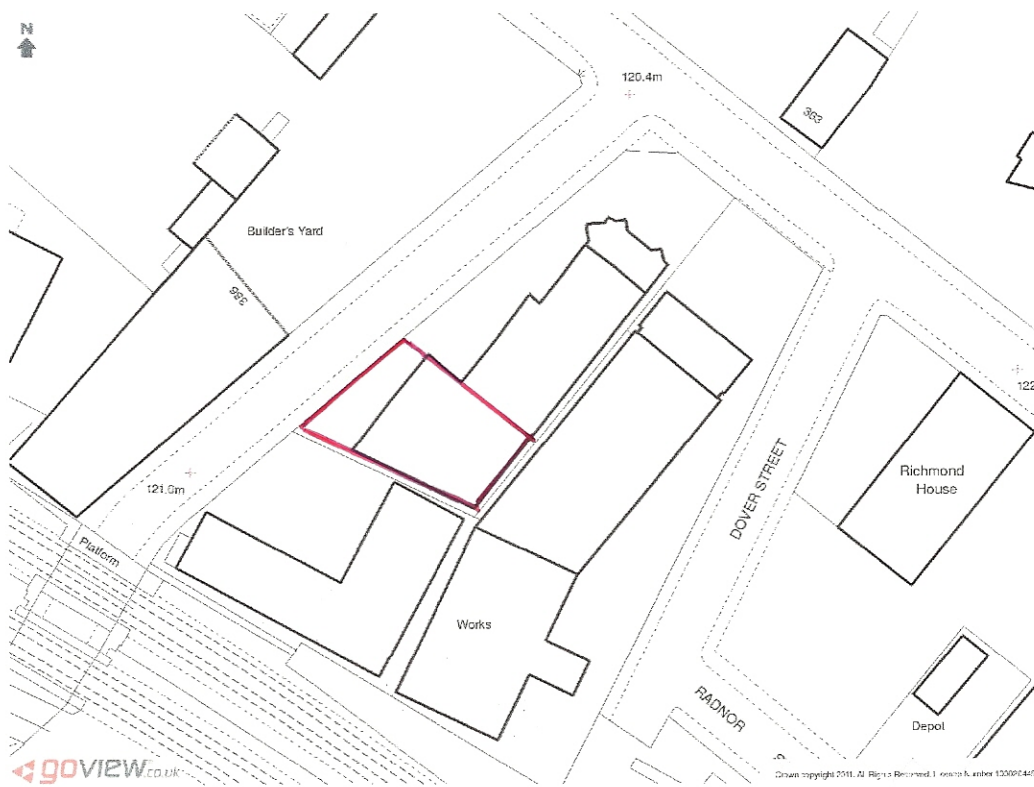 N
120.4m
363
Builder's Yard
386
122
Richmond
House
DOVER STREET
121.6m
Platform
Works
RADNOR
Depot
goview.co.uk
Crown copyright 2011. All Rights Reserved. Licence Number